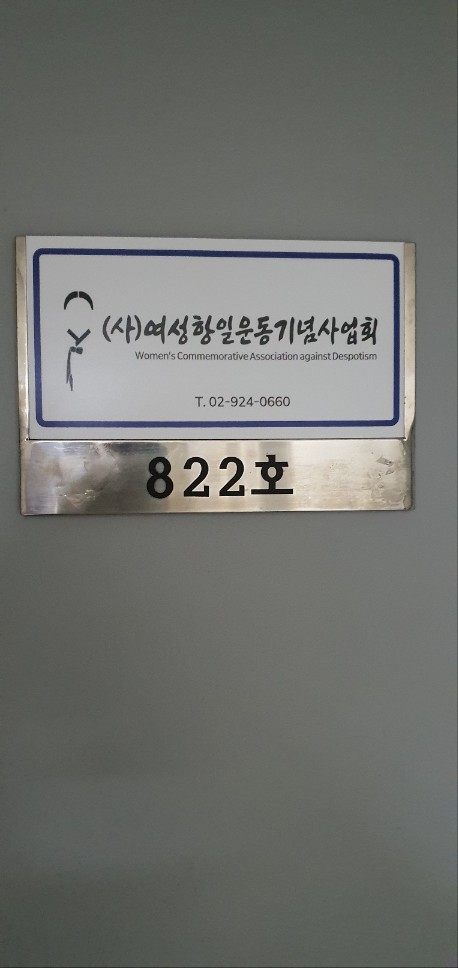 (사)여성항일운동기념사업회
Women's Commemorative Association against Despotism
T. 02-924-0660
822호